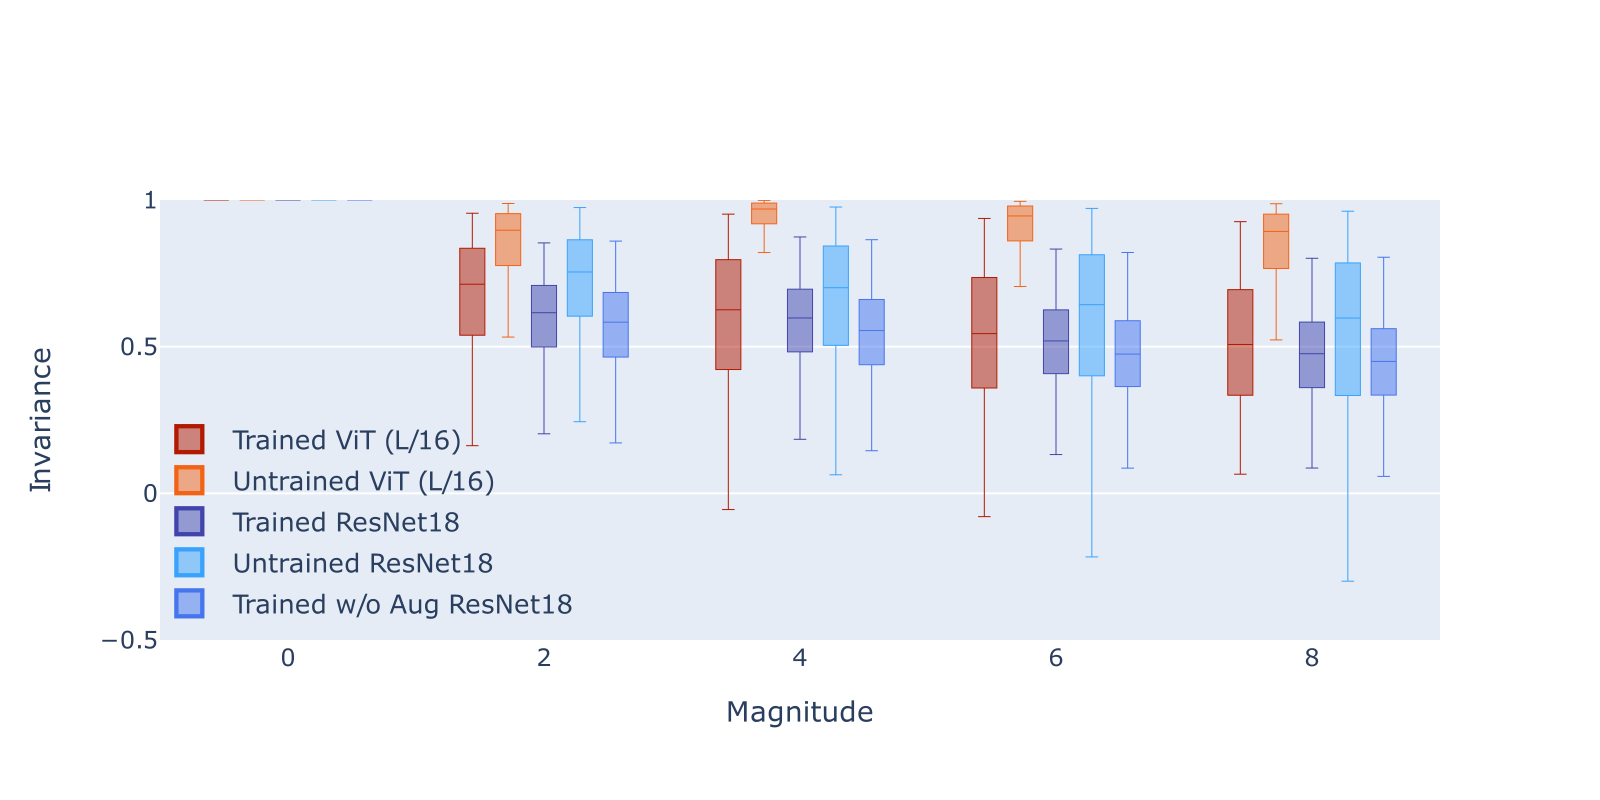 1
0.5
0
−0.5
Invariance
Trained ViT (L/16)
Untrained ViT (L/16)
Trained ResNet18
Untrained ResNet18
Trained w/o Aug ResNet18
0 2 4 6 8
Magnitude